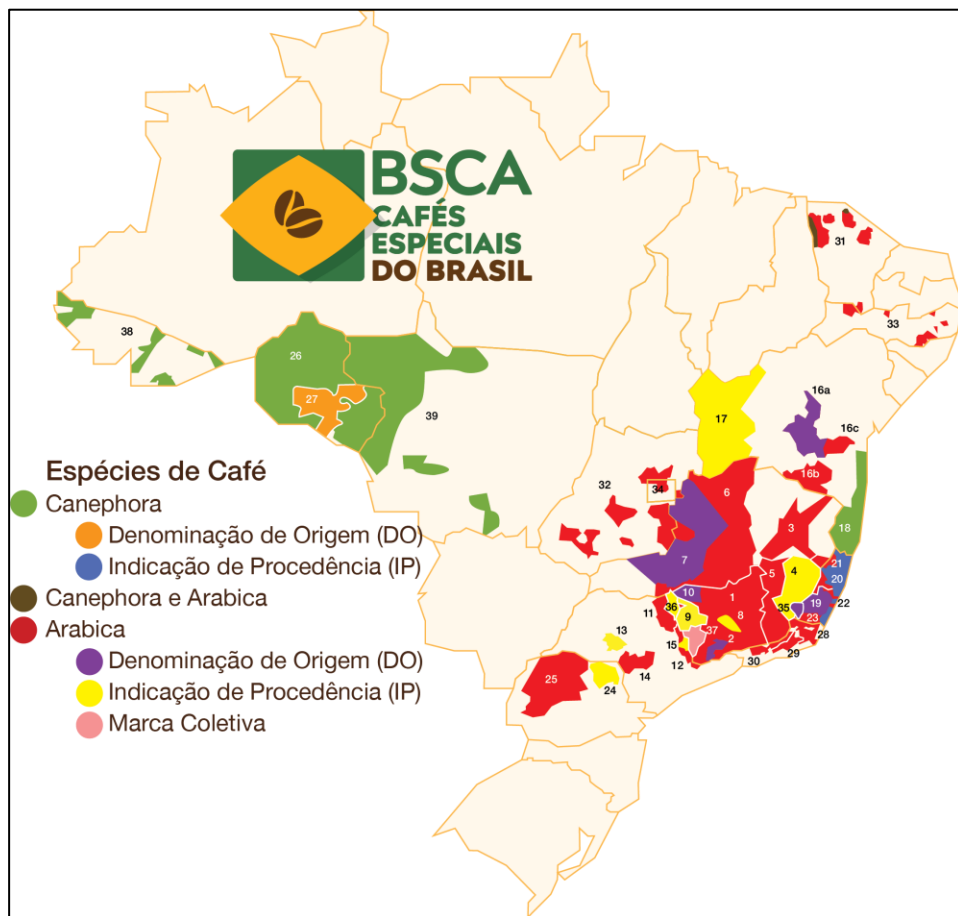 BSCA
CAFÉS
ESPECIAIS
DO BRASIL
31
33
38
26
27
39
17
16a
16c
16b
32
34
6
3
18
7
5
4
21
20
10
1
11
36
9
8
35
19
22
23
13
15
37
2
28
12
30
29
25
24
14
Espécies de Café
Canephora
Denominação de Origem (DO)
Indicação de Procedência (IP)
Canephora e Arabica
Arabica
Denominação de Origem (DO)
Indicação de Procedência (IP)
Marca Coletiva